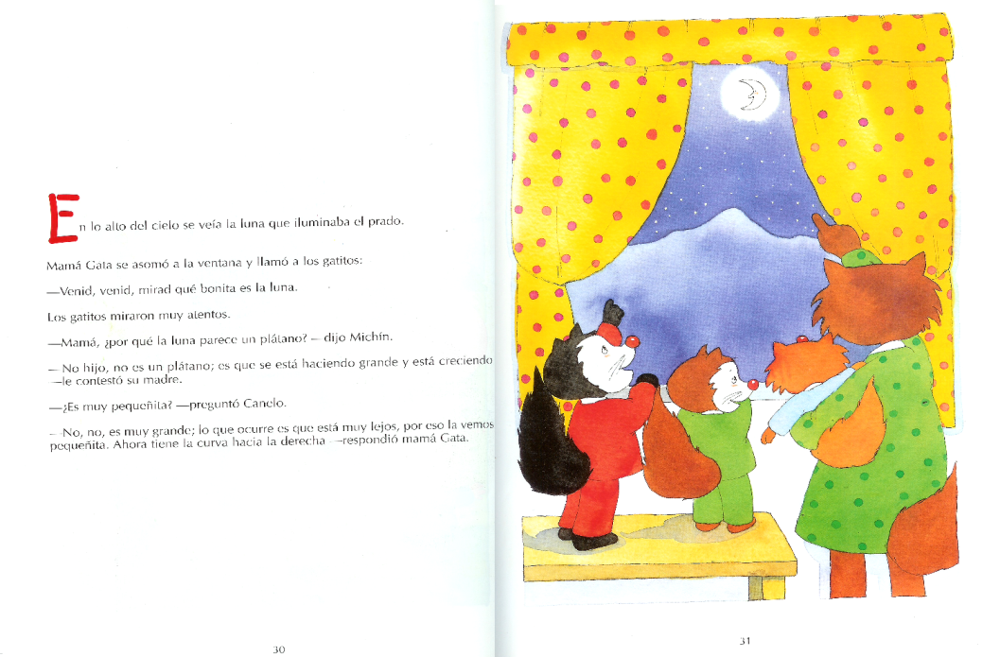 En lo alto del cielo se veía la luna que iluminaba el prado.
Mamá Gata se asomó a la ventana y llamó a los gatitos:
—Venid, venid, mirad qué bonita es la luna.
Los gatitos miraron muy atentos.
—Mamá, ¿por qué la luna parece un plátano? — dijo Michín.
— No hijo, no es un plátano; es que se está haciendo grande y está creciendo
—le contestó su madre.
—¿Es muy pequeñita? —preguntó Canelo.
—No, no, es muy grande; lo que ocurre es que está muy lejos, por eso la vemos
pequeñita. Ahora tiene la curva hacia la derecha —respondió mamá Gata.
30
31